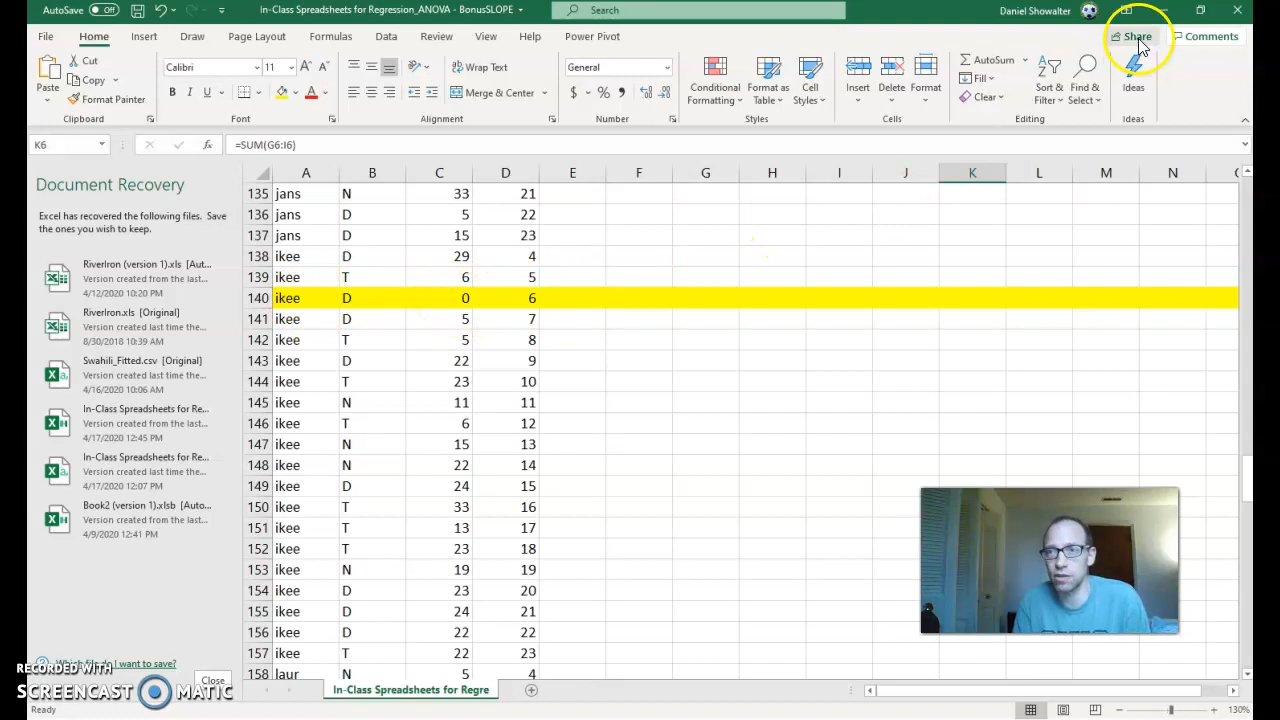 AutoSave Off In-Class Spreadsheets for Regression_ANOVA - BonusSLOPE Search Daniel Showalter
File Home Insert Draw Page Layout Formulas Data Review View Help Power Pivot Share Comments
Paste
Cut
Copy
Format Painter
Clipboard
Calibri 11
B I U
Font
Wrap Text
Merge & Center
Alignment
General
$ % ,
Number
Conditional Formatting
Format as Table
Cell Styles
Styles
Insert
Delete
Format
Cells
AutoSum
Fill
Clear
Sort & Filter
Find & Select
Editing
Ideas
Ideas
K6 fx =SUM(G6:I6)
Document Recovery
Excel has recovered the following files. Save
the ones you wish to keep.
RiverIron (version 1).xls [Aut...
Version created from the last...
4/12/2020 10:20 PM
RiverIron.xls [Original]
Version created last time the...
8/30/2018 10:39 AM
Swahili_Fitted.csv [Original]
Version created last time the...
4/16/2020 10:06 AM
In-Class Spreadsheets for Re...
Version created last time the...
4/17/2020 12:45 PM
In-Class Spreadsheets for Re...
Version created last time the...
4/17/2020 12:07 PM
Book2 (version 1).xlsb [Auto...
Version created from the last...
4/9/2020 12:41 PM
Which file do I want to save?
Close
A B C D E F G H I J K L M N
135 jans N 33 21
136 jans D 5 22
137 jans D 15 23
138 ikee D 29 4
139 ikee T 6 5
140 ikee D 0 6
141 ikee D 5 7
142 ikee T 5 8
143 ikee D 22 9
144 ikee T 23 10
145 ikee N 11 11
146 ikee T 6 12
147 ikee N 15 13
148 ikee N 22 14
149 ikee D 24 15
150 ikee T 33 16
151 ikee T 13 17
152 ikee T 23 18
153 ikee N 19 19
154 ikee D 23 20
155 ikee D 24 21
156 ikee D 22 22
157 ikee T 22 23
158 laur N 5 4
In-Class Spreadsheets for Regre
Ready 130%
RECORDED WITH
SCREENCAST MATIC